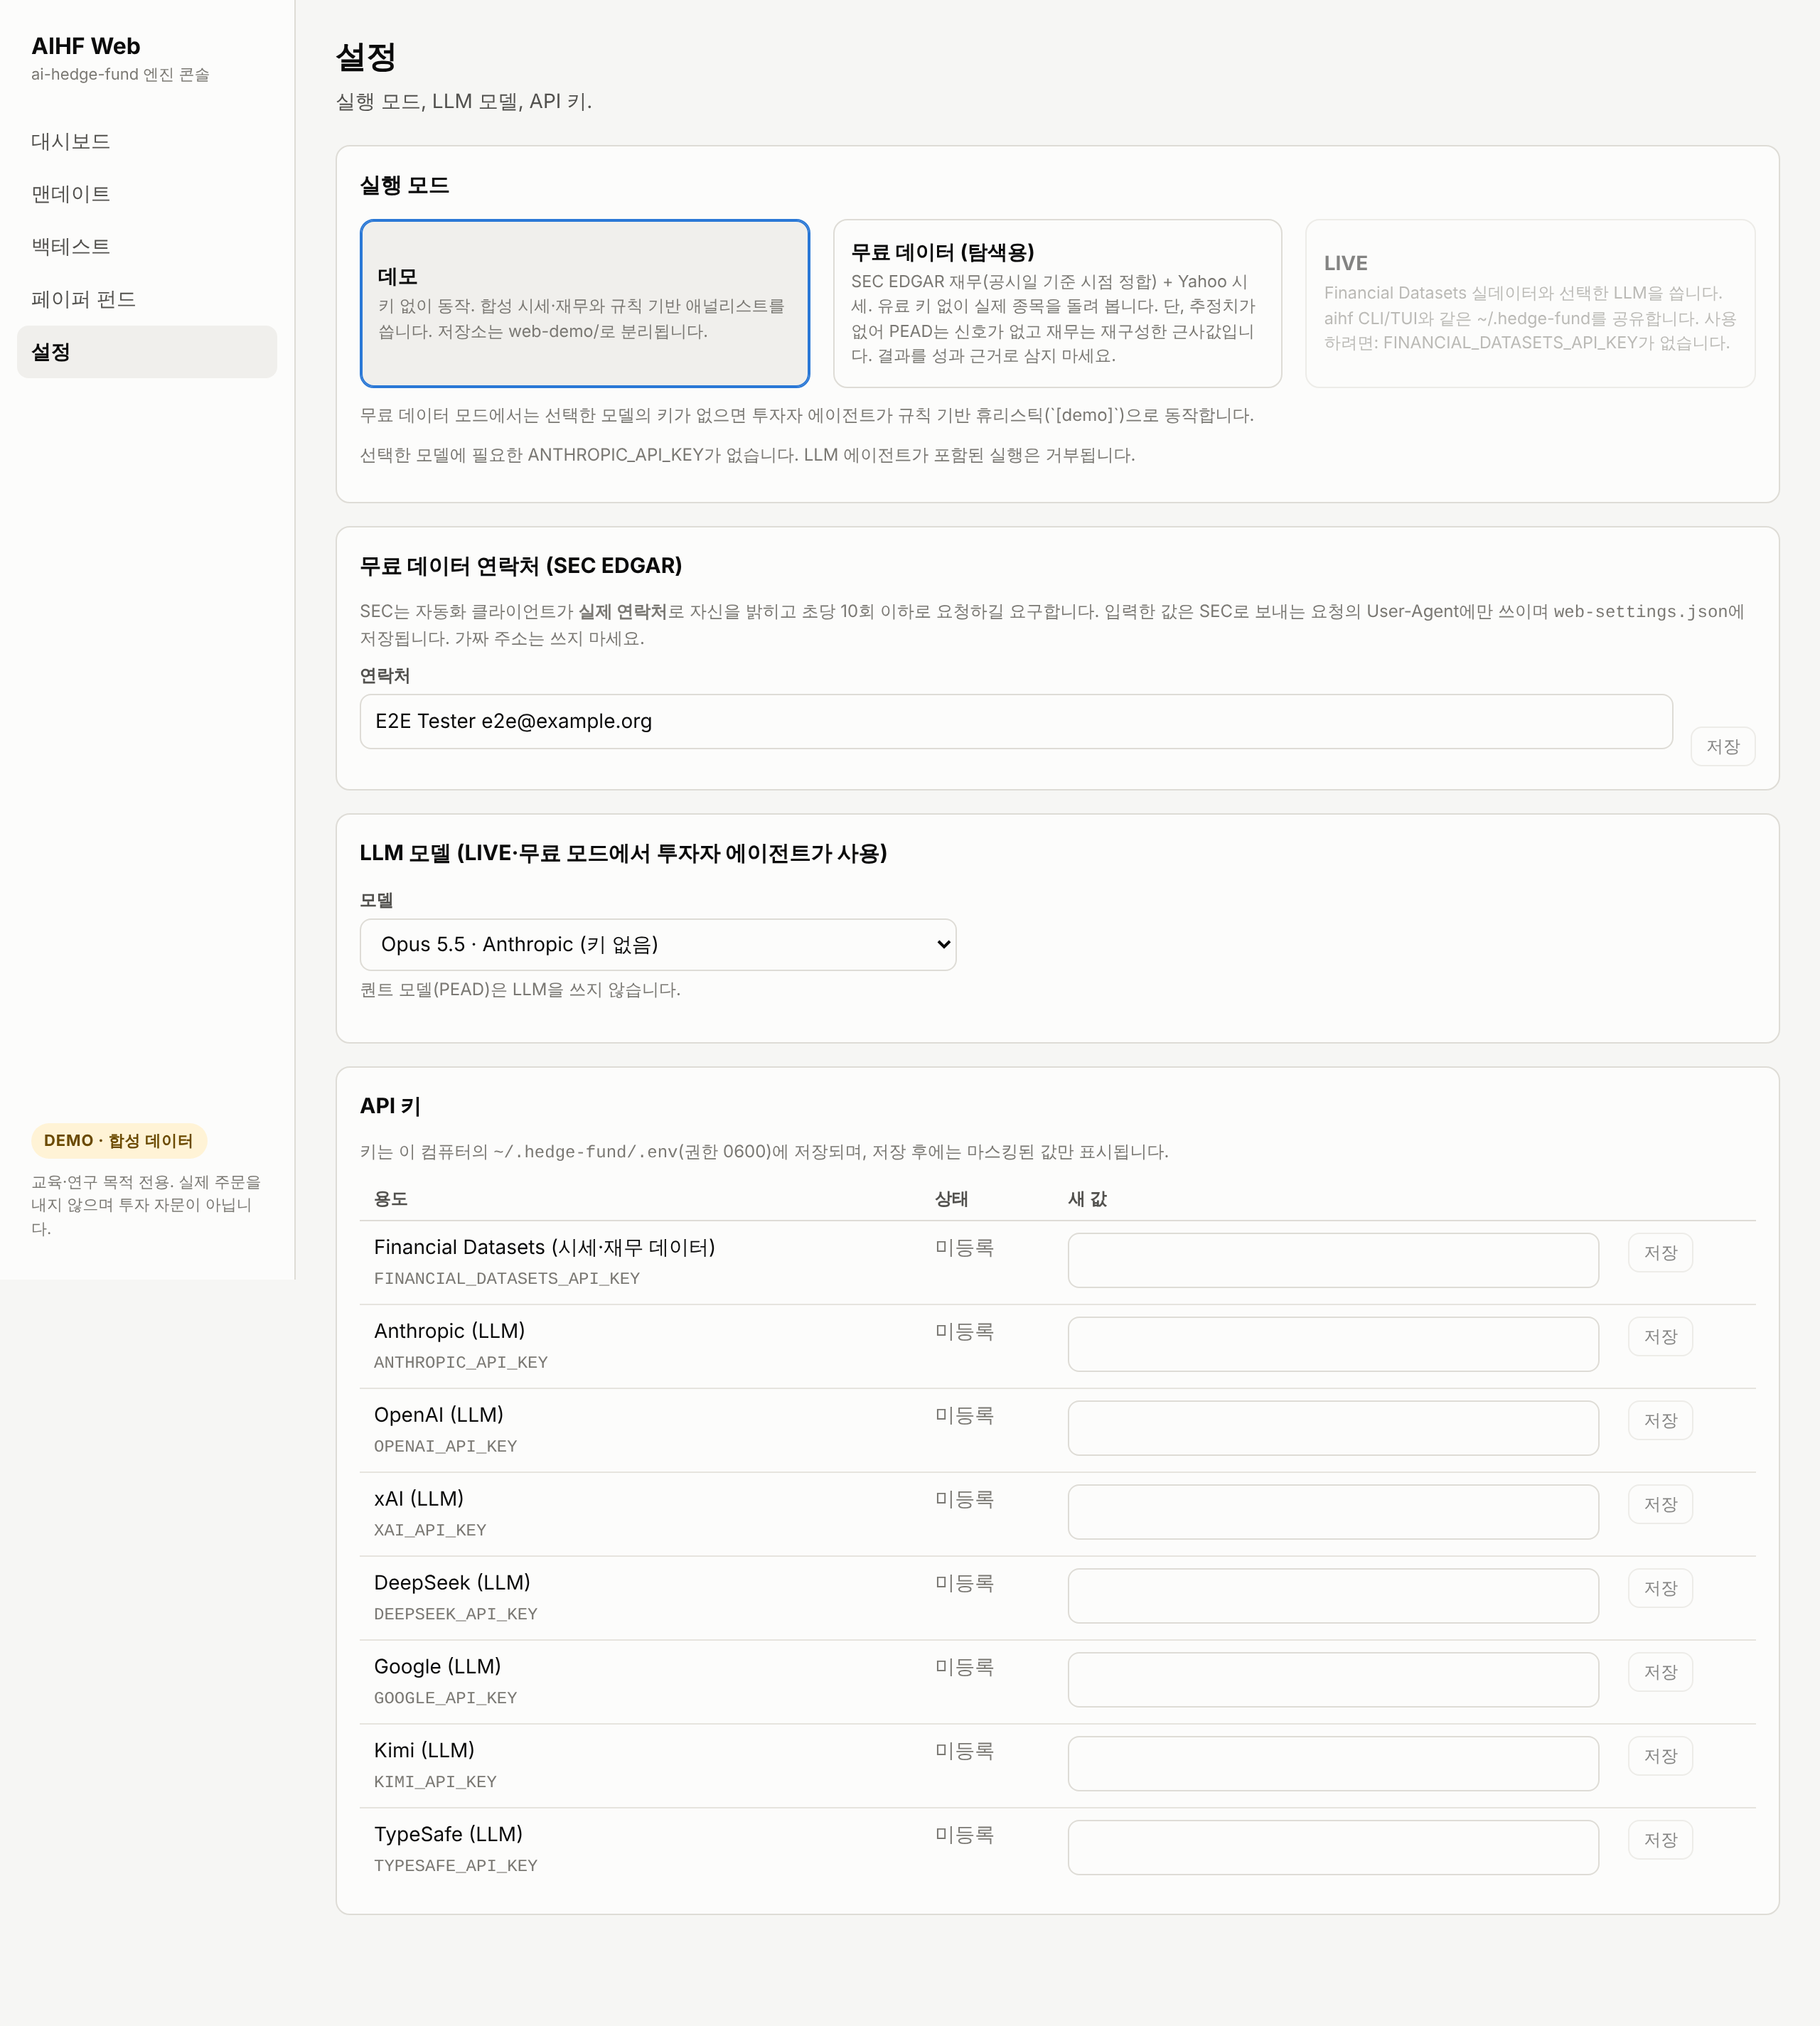 AIHF Web
ai-hedge-fund 엔진 콘솔
대시보드
맨데이트
백테스트
페이퍼 펀드
설정
DEMO · 합성 데이터
교육·연구 목적 전용. 실제 주문을
내지 않으며 투자 자문이 아닙니
다.
설정
실행 모드, LLM 모델, API 키.
실행 모드
데모
키 없이 동작. 합성 시세·재무와 규칙 기반 애널리스트를
씁니다. 저장소는 web-demo/로 분리됩니다.
무료 데이터 (탐색용)
SEC EDGAR 재무(공시일 기준 시점 정합) + Yahoo 시
세. 유료 키 없이 실제 종목을 돌려 봅니다. 단, 추정치가
없어 PEAD는 신호가 없고 재무는 재구성한 근사값입니
다. 결과를 성과 근거로 삼지 마세요.
LIVE
Financial Datasets 실데이터와 선택한 LLM을 씁니다.
aihf CLI/TUI와 같은 ~/.hedge-fund를 공유합니다. 사용
하려면: FINANCIAL_DATASETS_API_KEY가 없습니다.
무료 데이터 모드에서는 선택한 모델의 키가 없으면 투자자 에이전트가 규칙 기반 휴리스틱(`[demo]`)으로 동작합니다.
선택한 모델에 필요한 ANTHROPIC_API_KEY가 없습니다. LLM 에이전트가 포함된 실행은 거부됩니다.
무료 데이터 연락처 (SEC EDGAR)
SEC는 자동화 클라이언트가 실제 연락처로 자신을 밝히고 초당 10회 이하로 요청하길 요구합니다. 입력한 값은 SEC로 보내는 요청의 User-Agent에만 쓰이며 web-settings.json에
저장됩니다. 가짜 주소는 쓰지 마세요.
연락처
E2E Tester e2e@example.org
저장
LLM 모델 (LIVE·무료 모드에서 투자자 에이전트가 사용)
모델
Opus 5.5 · Anthropic (키 없음)
퀀트 모델(PEAD)은 LLM을 쓰지 않습니다.
API 키
키는 이 컴퓨터의 ~/.hedge-fund/.env(권한 0600)에 저장되며, 저장 후에는 마스킹된 값만 표시됩니다.
용도 상태 새 값
Financial Datasets (시세·재무 데이터) 미등록 저장
FINANCIAL_DATASETS_API_KEY
Anthropic (LLM) 미등록 저장
ANTHROPIC_API_KEY
OpenAI (LLM) 미등록 저장
OPENAI_API_KEY
xAI (LLM) 미등록 저장
XAI_API_KEY
DeepSeek (LLM) 미등록 저장
DEEPSEEK_API_KEY
Google (LLM) 미등록 저장
GOOGLE_API_KEY
Kimi (LLM) 미등록 저장
KIMI_API_KEY
TypeSafe (LLM) 미등록 저장
TYPESAFE_API_KEY